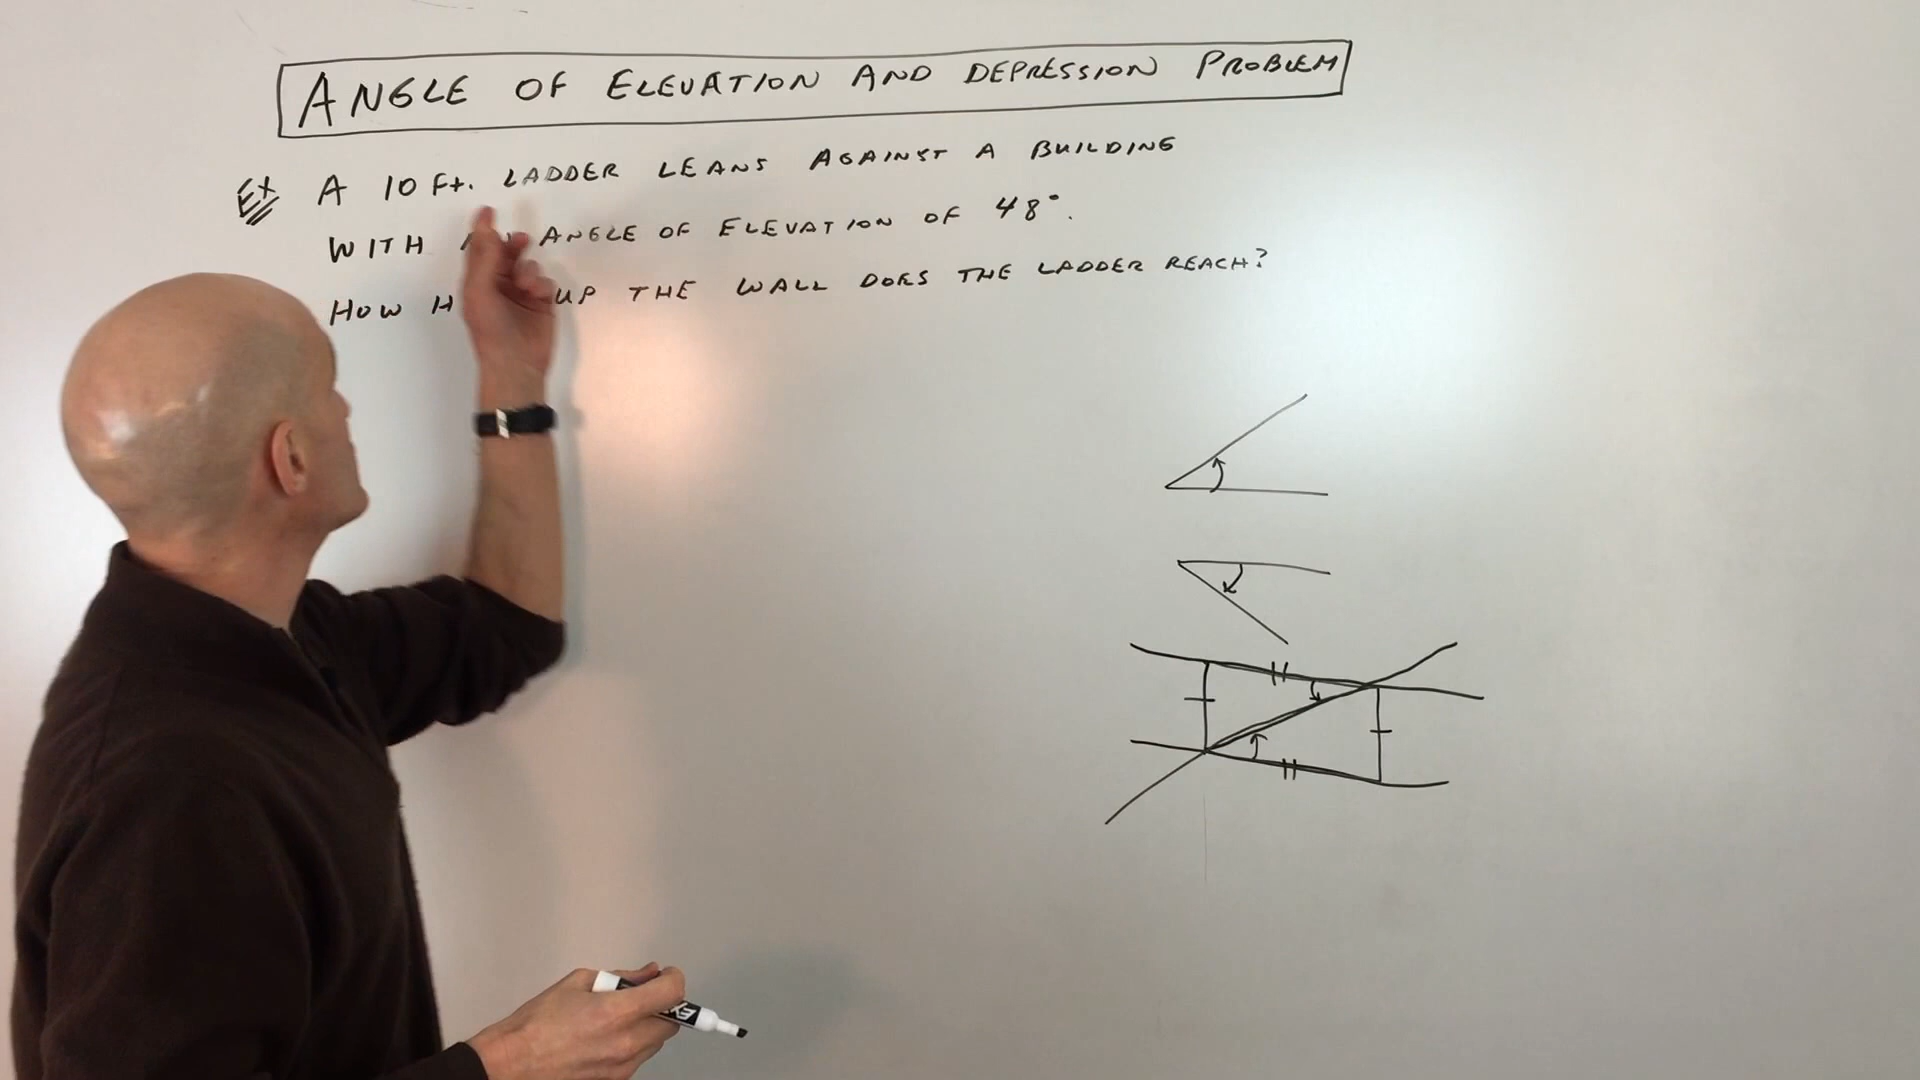 ANGLE OF ELEVATION AND DEPRESSION PROBLEM
Ex A 10 Ft. LADDER LEANS AGAINST A BUILDING
WITH ANGLE OF ELEVATION OF 48°.
HOW UP THE WALL DOES THE LADDER REACH?